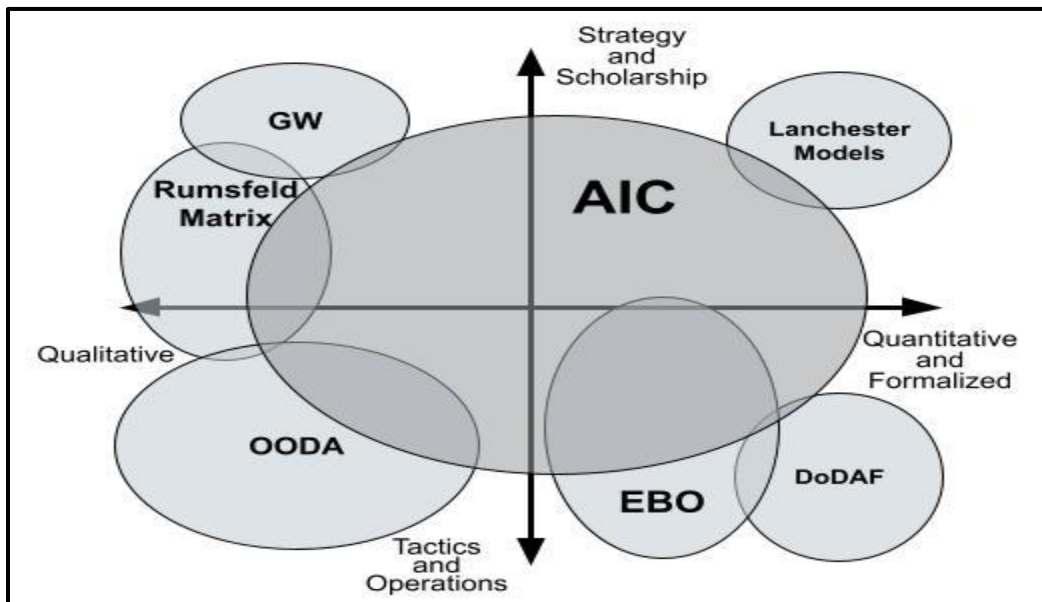 Strategy
and
Scholarship
GW
Lanchester
Models
Rumsfeld
Matrix
AIC
Qualitative
Quantitative
and
Formalized
OODA
EBO
DoDAF
Tactics
and
Operations